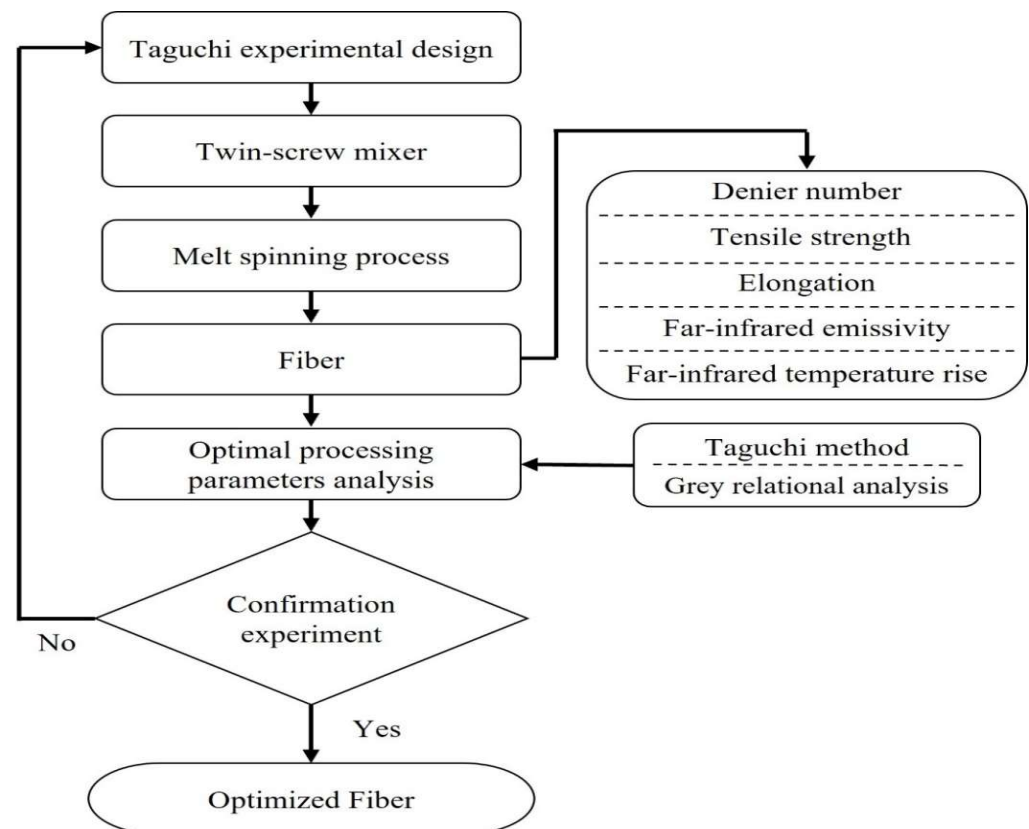 Taguchi experimental design
Twin-screw mixer
Melt spinning process
Fiber
Denier number
Tensile strength
Elongation
Far-infrared emissivity
Far-infrared temperature rise
Optimal processing
parameters analysis
Taguchi method
Grey relational analysis
Confirmation
experiment
No
Yes
Optimized Fiber